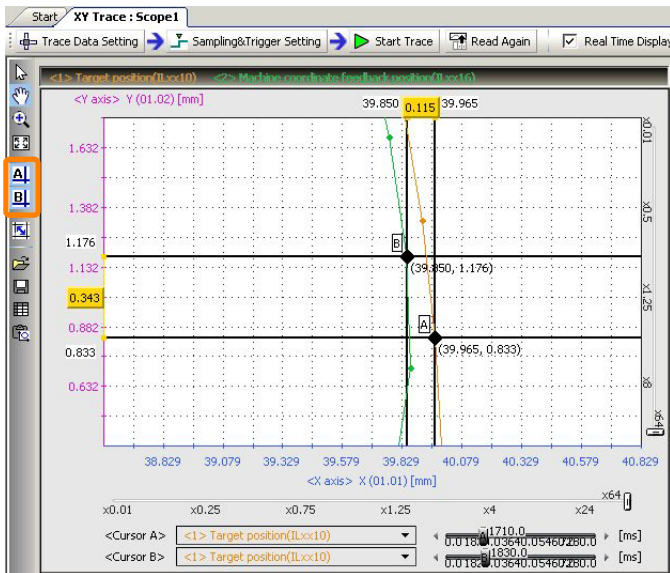 Start XY Trace : Scope1
Trace Data Setting Sampling&Trigger Setting Start Trace Read Again Real Time Display
<1> Target position(ILxx10) <2> Machine coordinate feedback position(ILxx16)
<Y axis> Y (01.02) [mm]
39.850 0.115 39.965
x0.01
1.632
1.382
x0.5
1.176
B
1.132
(39.850, 1.176)
0.343
x1.25
0.882
A
0.833
(39.965, 0.833)
0.632
x8
x64
38.829 39.079 39.329 39.579 39.829 40.079 40.329 40.579 40.829
<X axis> X (01.01) [mm]
x64
x0.01 x0.25 x0.75 x1.25 x4 x24
<Cursor A> <1> Target position(ILxx10) 1710.0 [ms]
<Cursor B> <1> Target position(ILxx10) 1830.0 [ms]
A
B